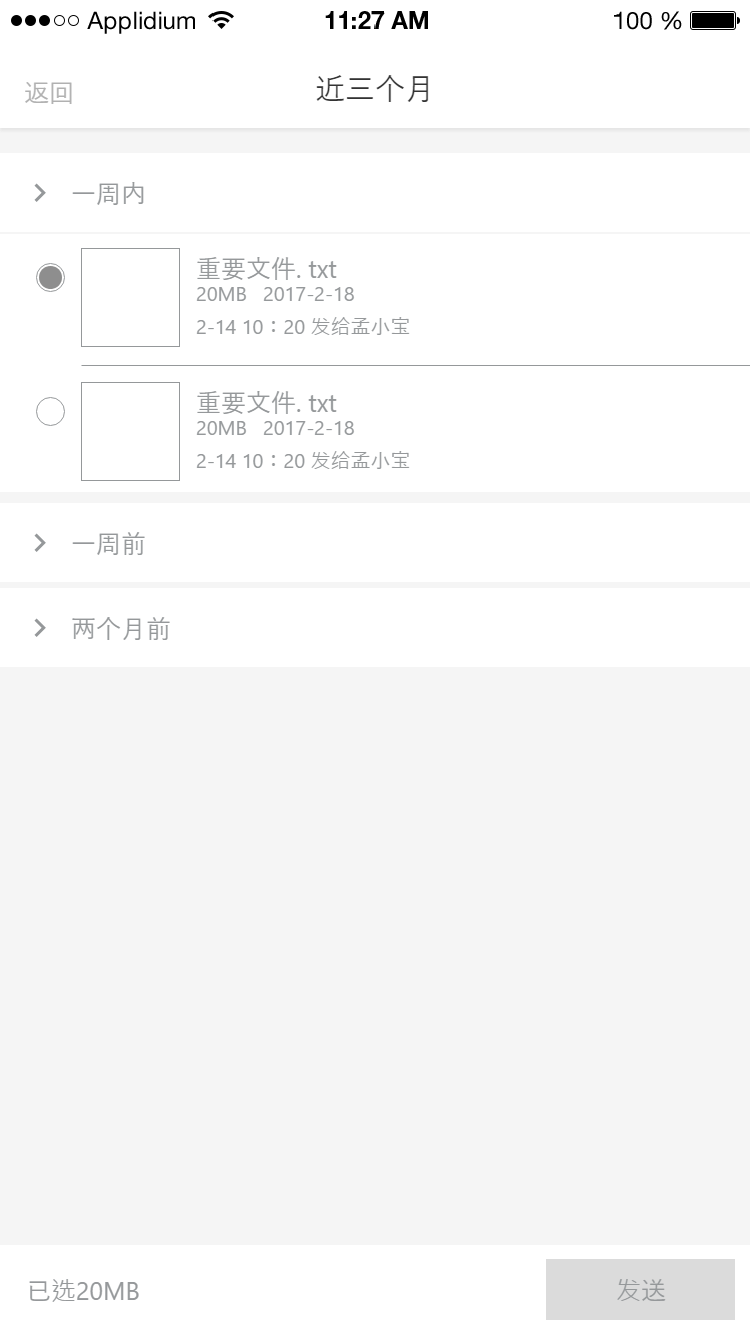 Applidium 11:27 AM 100 %
返回 近三个月
一周内
重要文件. txt
20MB 2017-2-18
2-14 10：20 发给孟小宝
重要文件. txt
20MB 2017-2-18
2-14 10：20 发给孟小宝
一周前
两个月前
已选20MB 发送